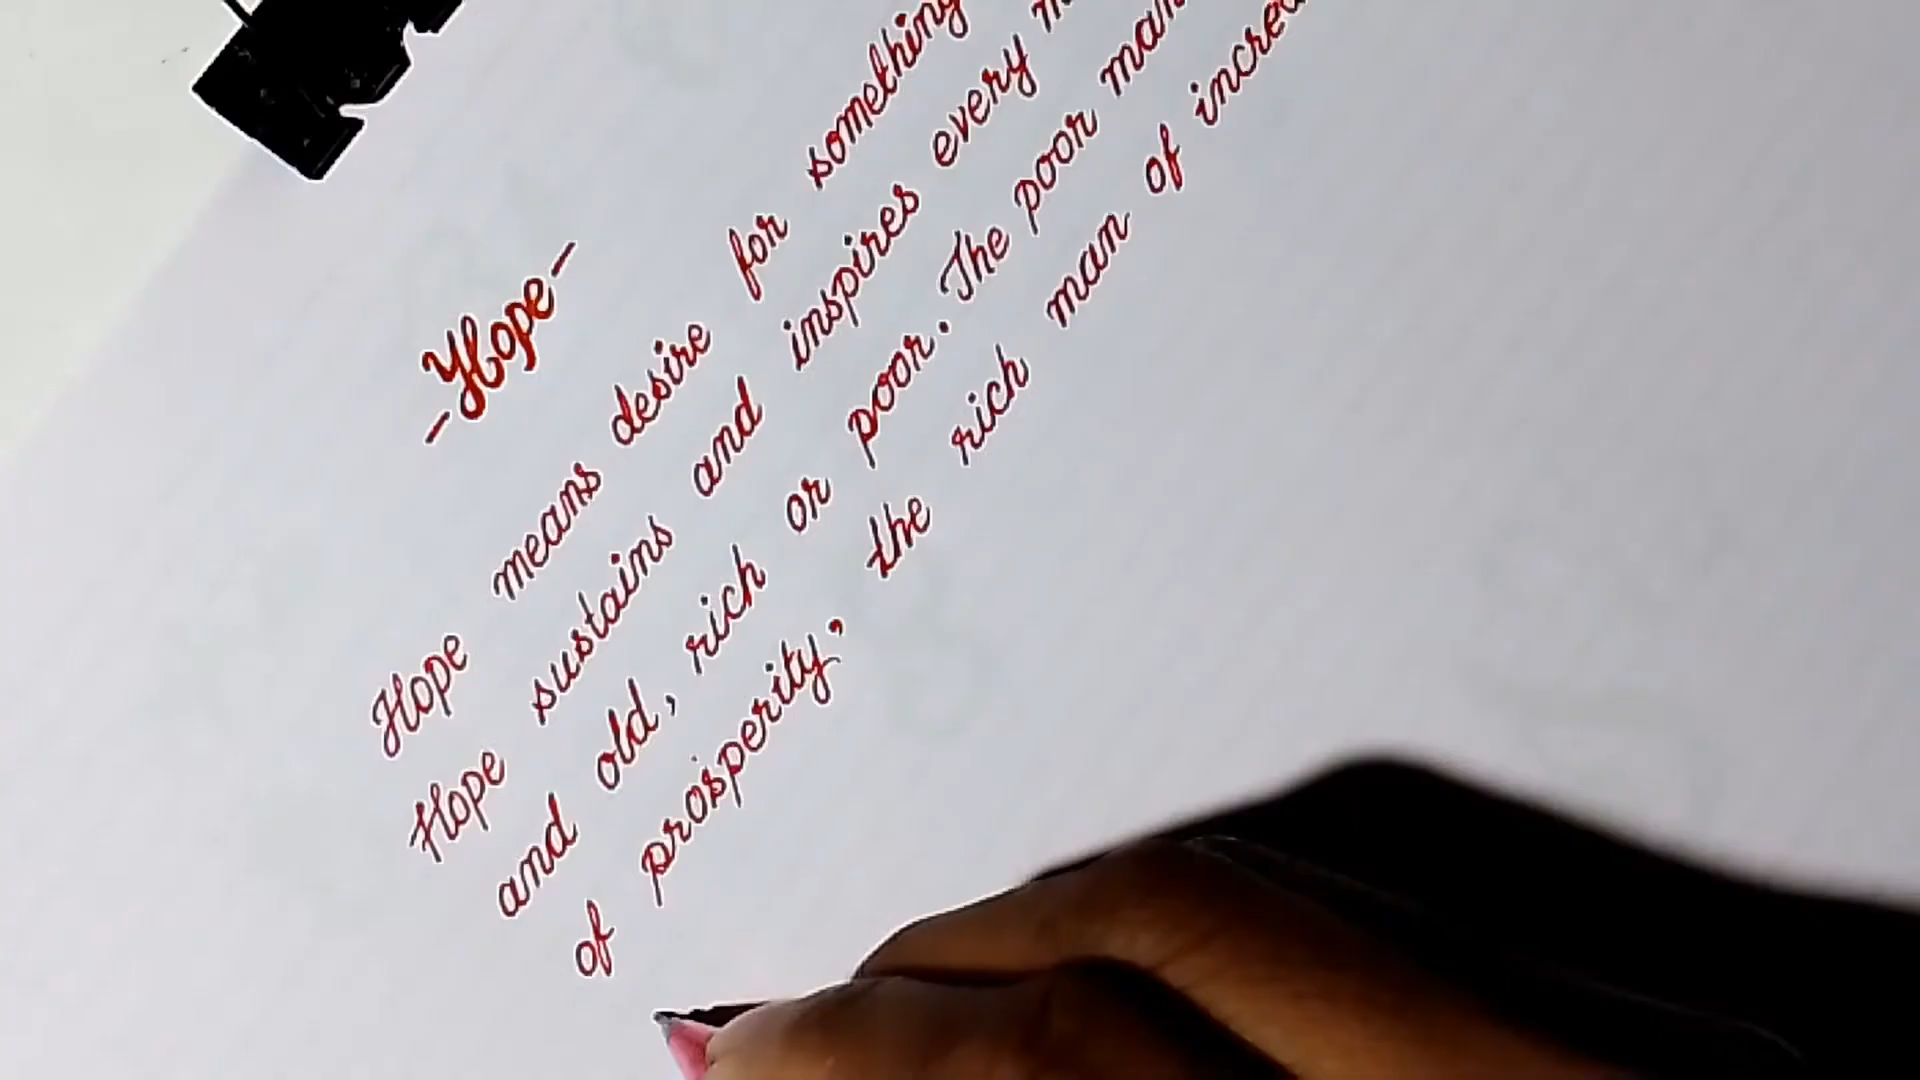 -Hope-
Hope means desire for something
Hope sustains and inspires every
and old, rich or poor. The poor man
of prosperity, the rich man of